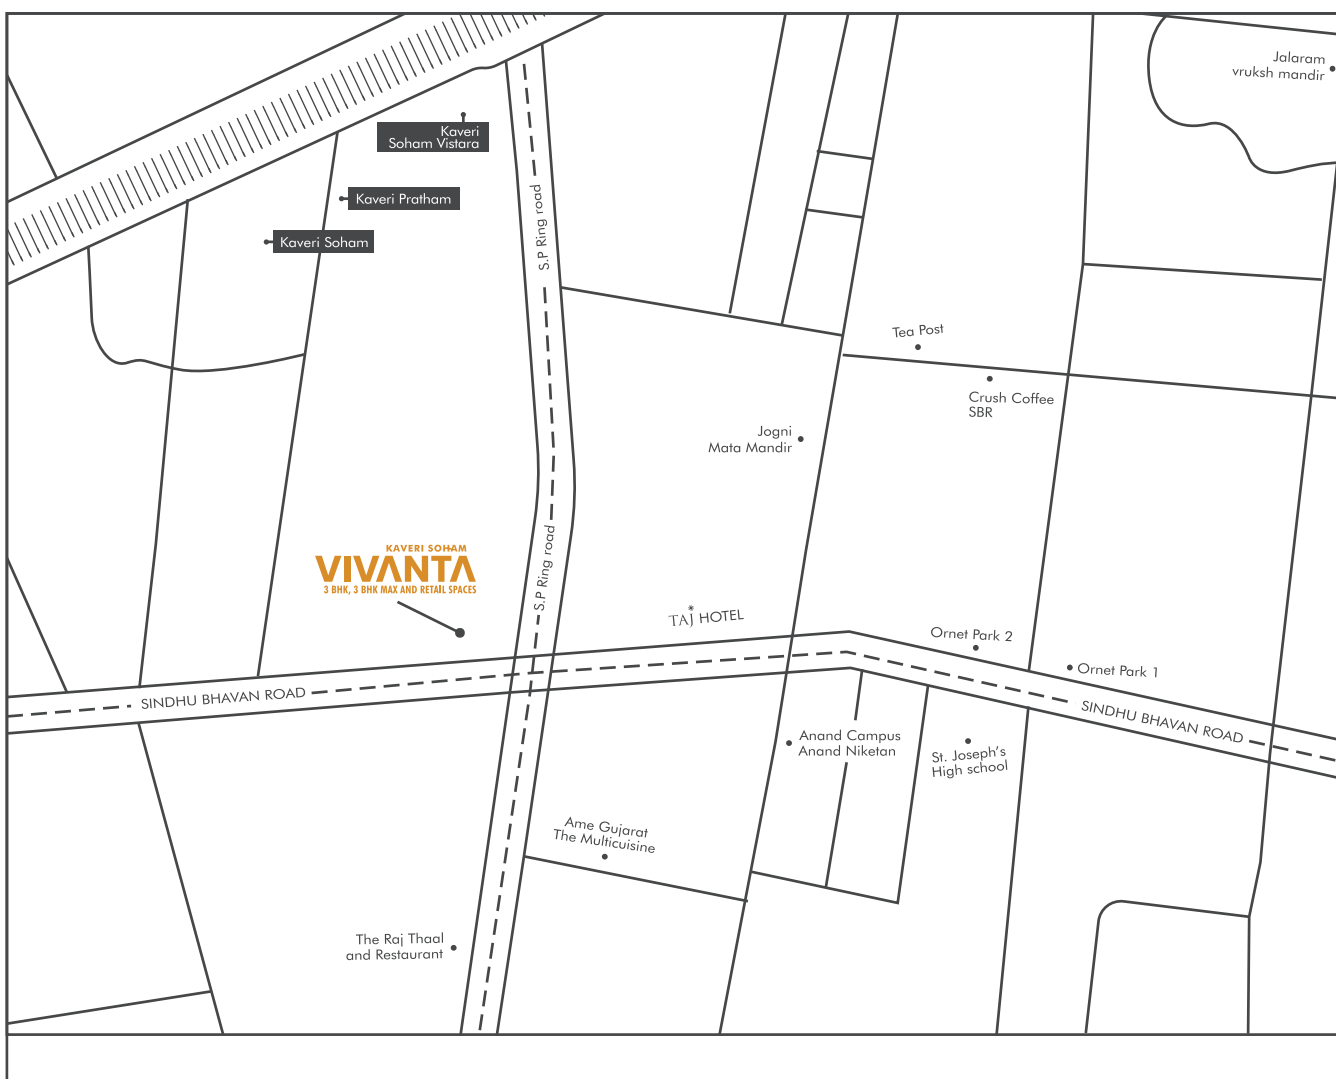 Jalaram
vruksh mandir
Kaveri
Soham Vistara
Kaveri Pratham
Kaveri Soham
S.P Ring road
Tea Post
Crush Coffee
SBR
Jogni
Mata Mandir
KAVERI SOHAM
VIVANTA
3 BHK, 3 BHK MAX AND RETAIL SPACES
S.P Ring road
TAJ HOTEL
Ornet Park 2
Ornet Park 1
SINDHU BHAVAN ROAD
SINDHU BHAVAN ROAD
Anand Campus
Anand Niketan
St. Joseph's
High school
Ame Gujarat
The Multicuisine
The Raj Thaal
and Restaurant